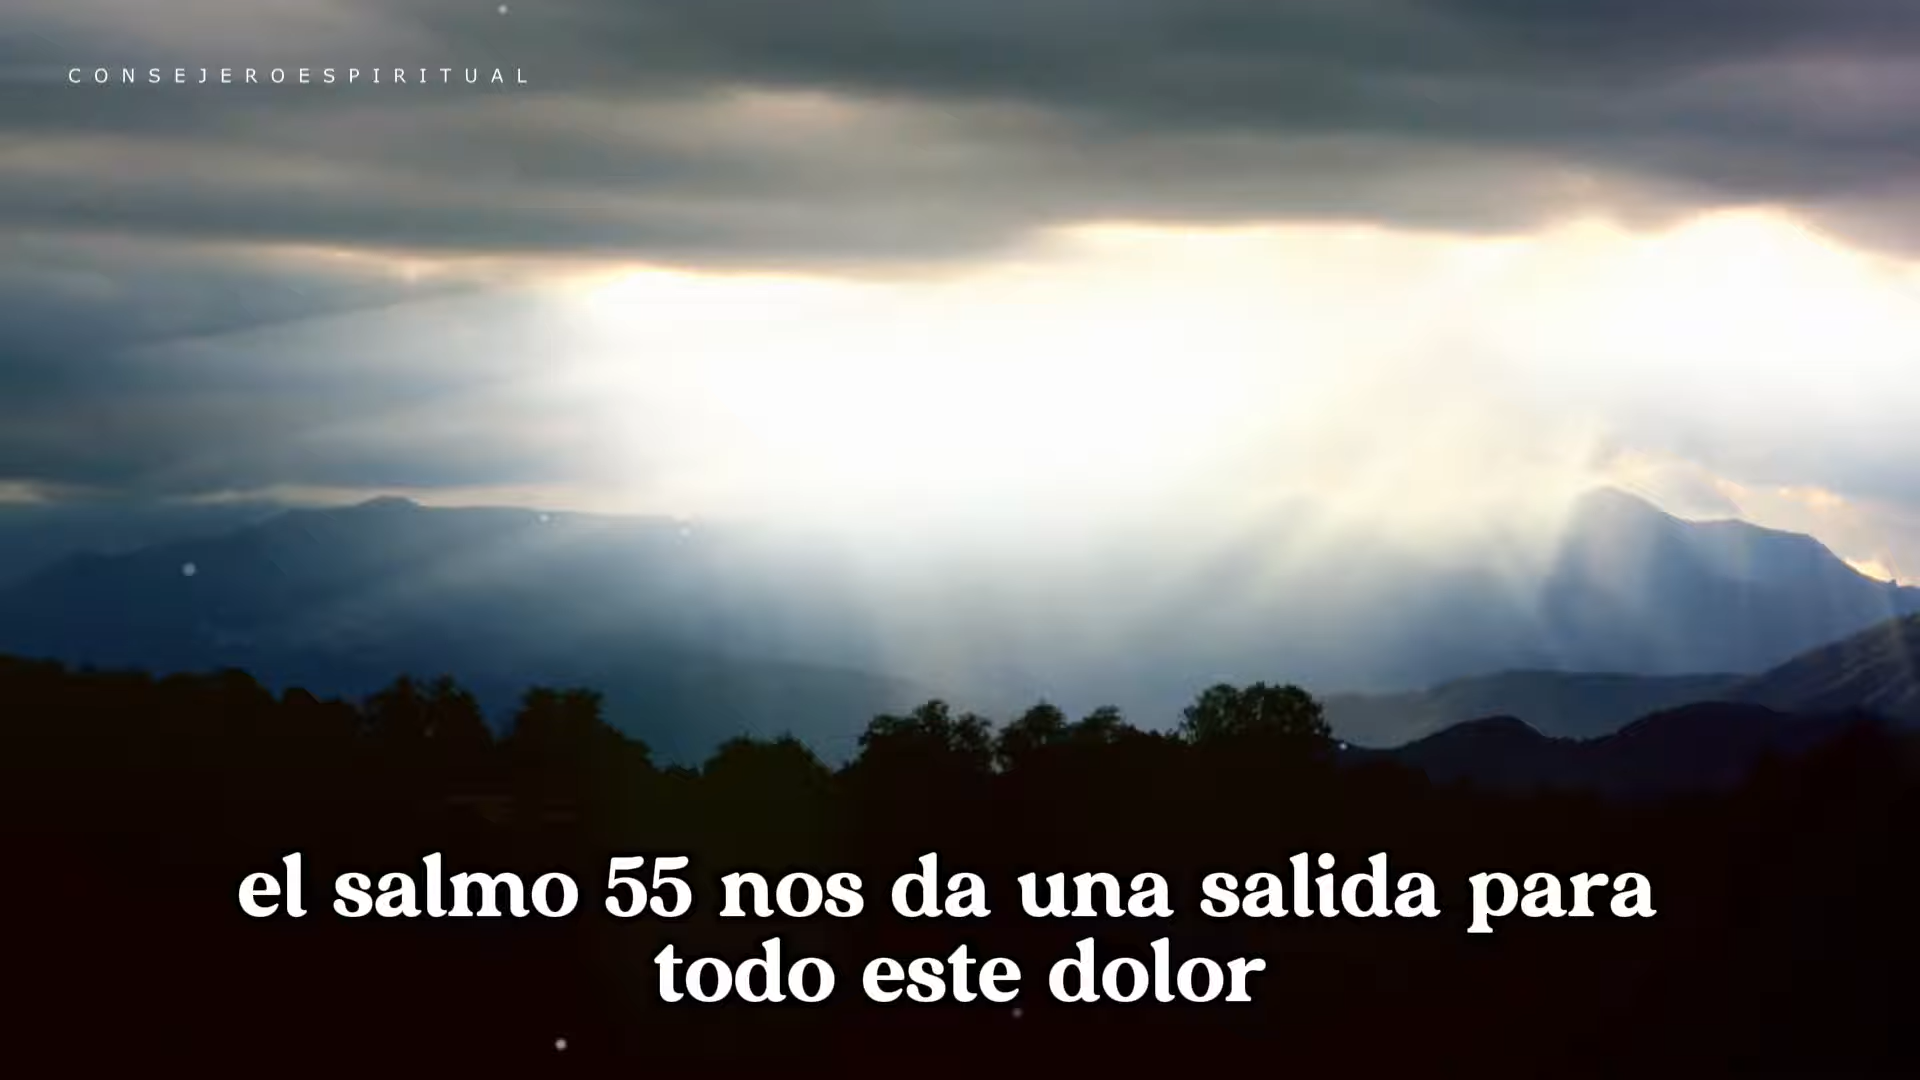 CONSEJEROESPIRITUAL
el salmo 55 nos da una salida para
todo este dolor